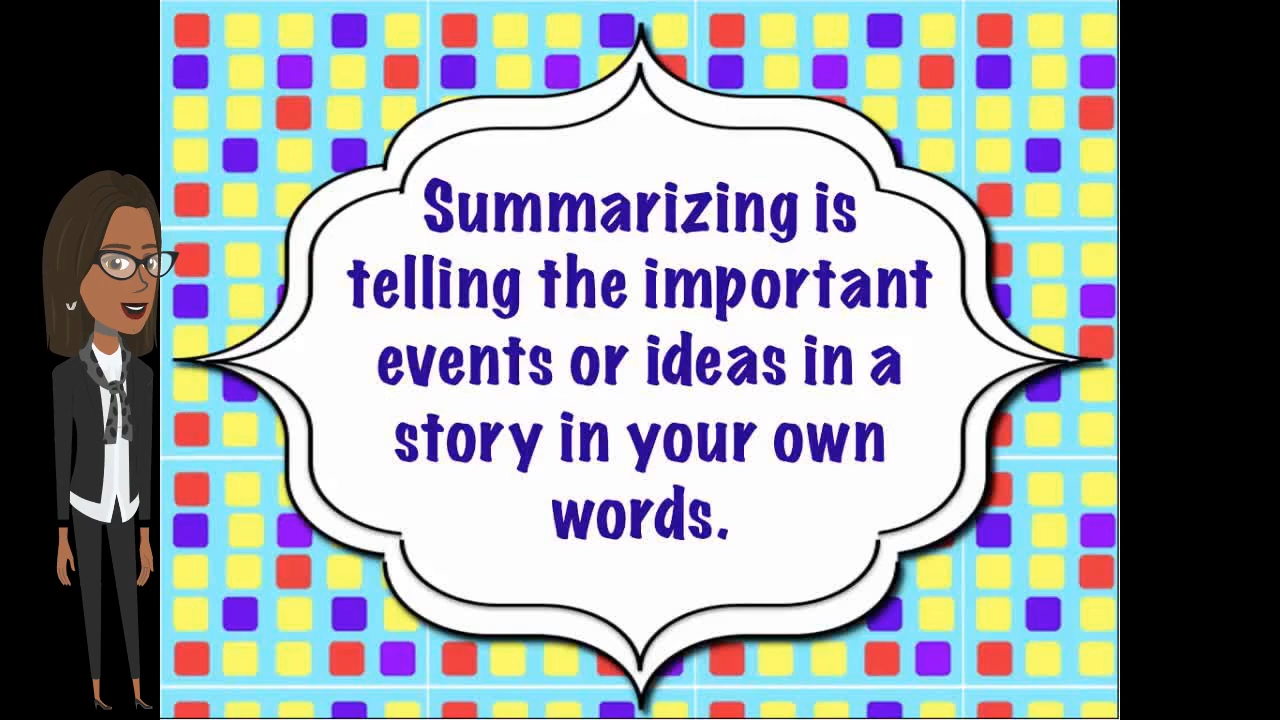 Summarizing is
telling the important
events or ideas in a
story in your own
words.